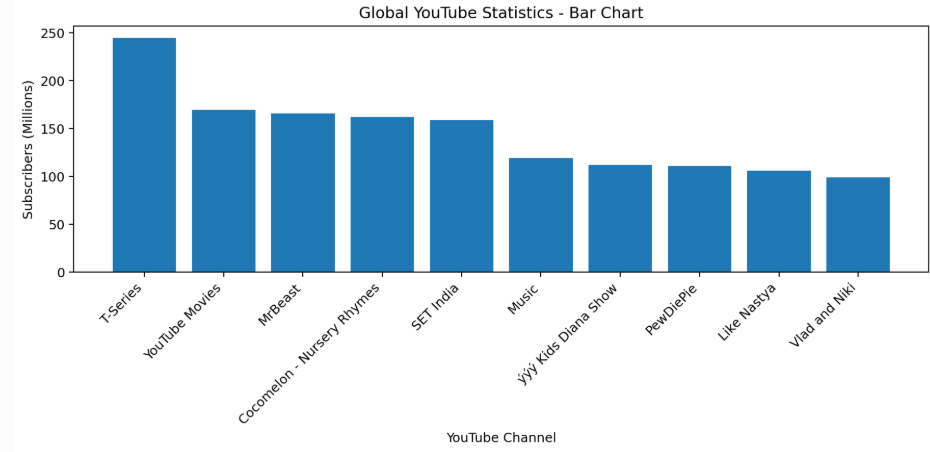 Global YouTube Statistics - Bar Chart
Subscribers (Millions)
250
200
150
100
50
0
T-Series
YouTube Movies
MrBeast
Cocomelon - Nursery Rhymes
SET India
Music
ýýý Kids Diana Show
PewDiePie
Like Nastya
Vlad and Niki
YouTube Channel